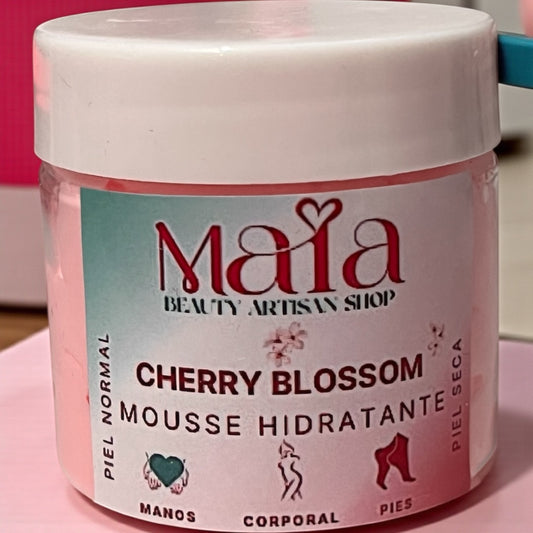 Maia
BEAUTY ARTISAN SHOP
CHERRY BLOSSOM
MOUSSE HIDRATANTE
PIEL NORMAL
PIEL SECA
MANOS
CORPORAL
PIES